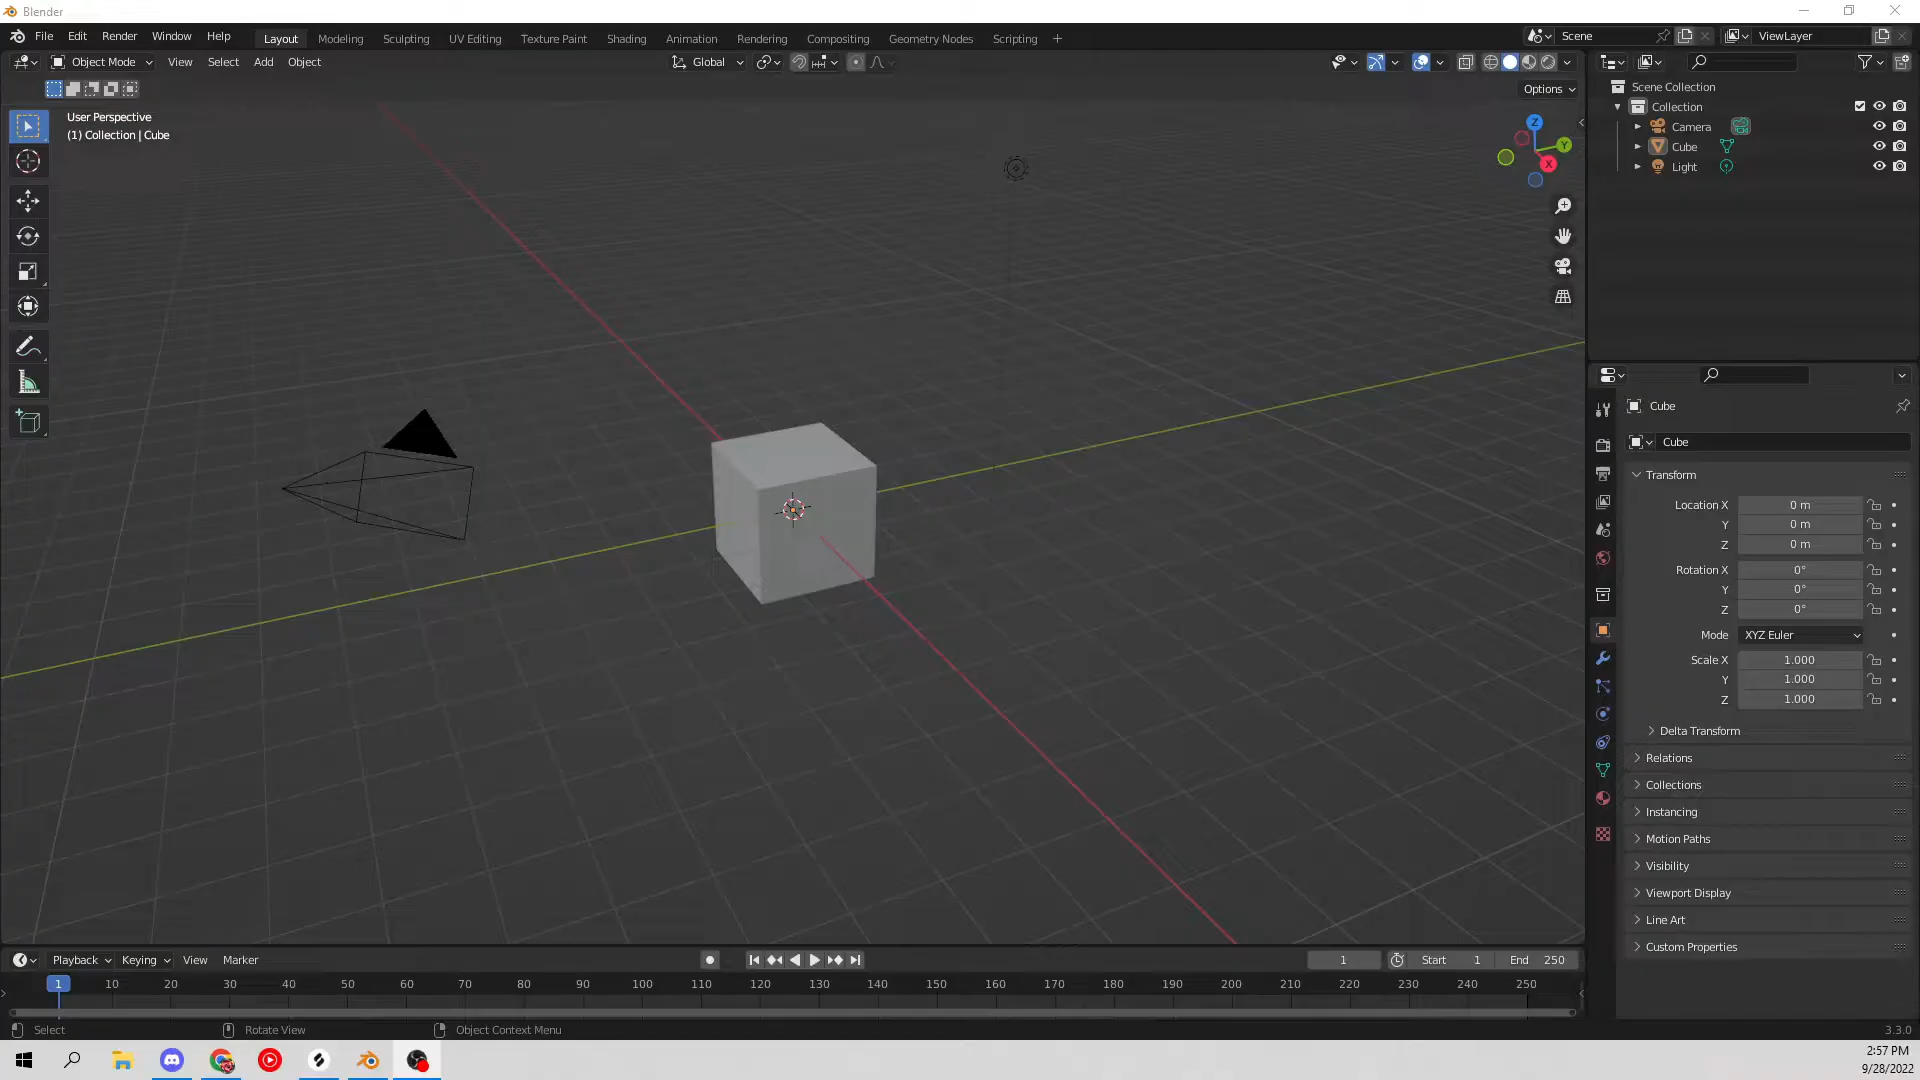 Blender
File Edit Render Window Help
Layout Modeling Sculpting UV Editing Texture Paint Shading Animation Rendering Compositing Geometry Nodes Scripting +
Scene
ViewLayer
Object Mode View Select Add Object
Global
Options
User Perspective
(1) Collection | Cube
Z
Y
X
Scene Collection
Collection
Camera
Cube
Light
Cube
Cube
Transform
Location X 0 m
Y 0 m
Z 0 m
Rotation X 0°
Y 0°
Z 0°
Mode XYZ Euler
Scale X 1.000
Y 1.000
Z 1.000
Delta Transform
Relations
Collections
Instancing
Motion Paths
Visibility
Viewport Display
Line Art
Custom Properties
Playback Keying View Marker
1 Start 1 End 250
1 10 20 30 40 50 60 70 80 90 100 110 120 130 140 150 160 170 180 190 200 210 220 230 240 250
Select Rotate View Object Context Menu
3.3.0
2:57 PM
9/28/2022